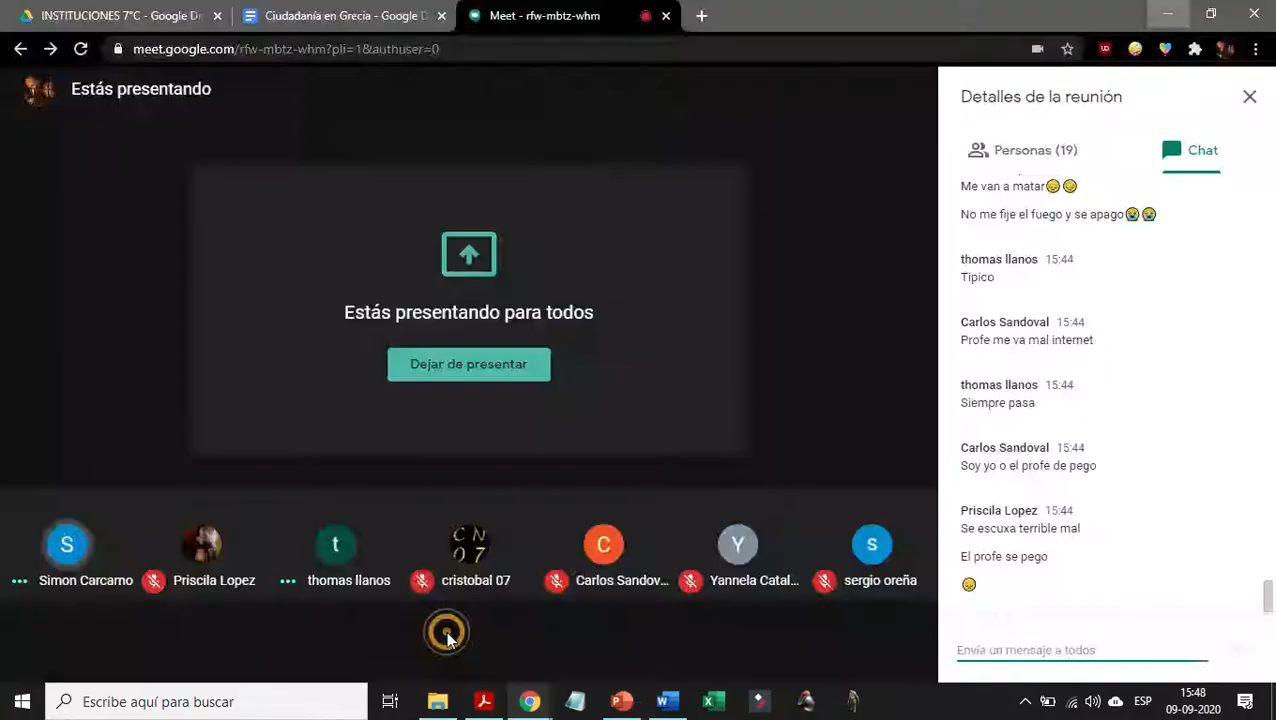 INSTITUCIONES 7°C - Google D
Ciudadanía en Grecia - Google D
Meet - rfw-mbtz-whm
meet.google.com/rfw-mbtz-whm?pli=1&authuser=0
Estás presentando
Estás presentando para todos
Dejar de presentar
S
t
CN
07
C
Y
s
Simon Carcamo
Priscila Lopez
thomas llanos
cristobal 07
Carlos Sandov...
Yannela Catal...
sergio oreña
Detalles de la reunión
Personas (19)
Chat
Me van a matar😔😔
No me fije el fuego y se apago😭😭
thomas llanos 15:44
Tipico
Carlos Sandoval 15:44
Profe me va mal internet
thomas llanos 15:44
Siempre pasa
Carlos Sandoval 15:44
Soy yo o el profe de pego
Priscila Lopez 15:44
Se escuxa terrible mal
El profe se pego
😔
Envía un mensaje a todos
Escribe aquí para buscar
ESP
15:48
09-09-2020